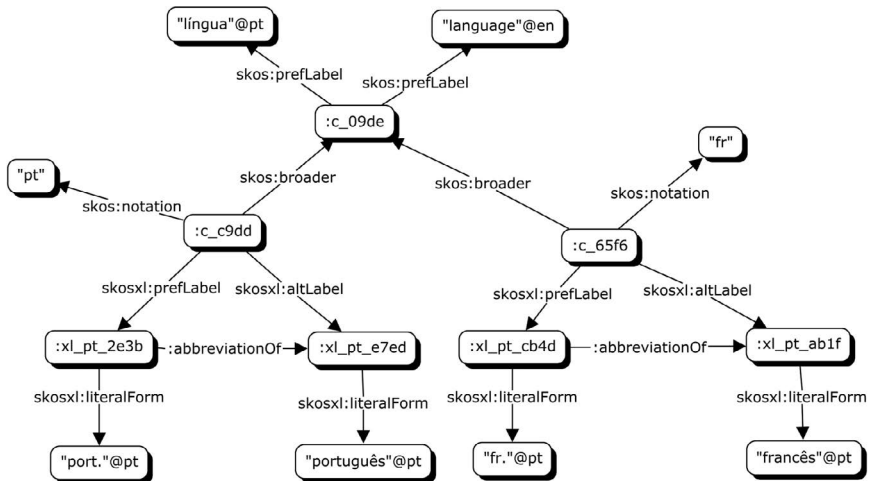 "língua"@pt
"language"@en
skos:prefLabel
skos:prefLabel
:c_09de
"fr"
"pt"
skos:broader
skos:broader
skos:notation
skos:notation
:c_c9dd
:c_65f6
skosxl:prefLabel
skosxl:altLabel
skosxl:prefLabel
skosxl:altLabel
:xl_pt_2e3b
:abbreviationOf
:xl_pt_e7ed
:xl_pt_cb4d
:abbreviationOf
:xl_pt_ab1f
skosxl:literalForm
skosxl:literalForm
skosxl:literalForm
skosxl:literalForm
"port."@pt
"português"@pt
"fr."@pt
"francês"@pt